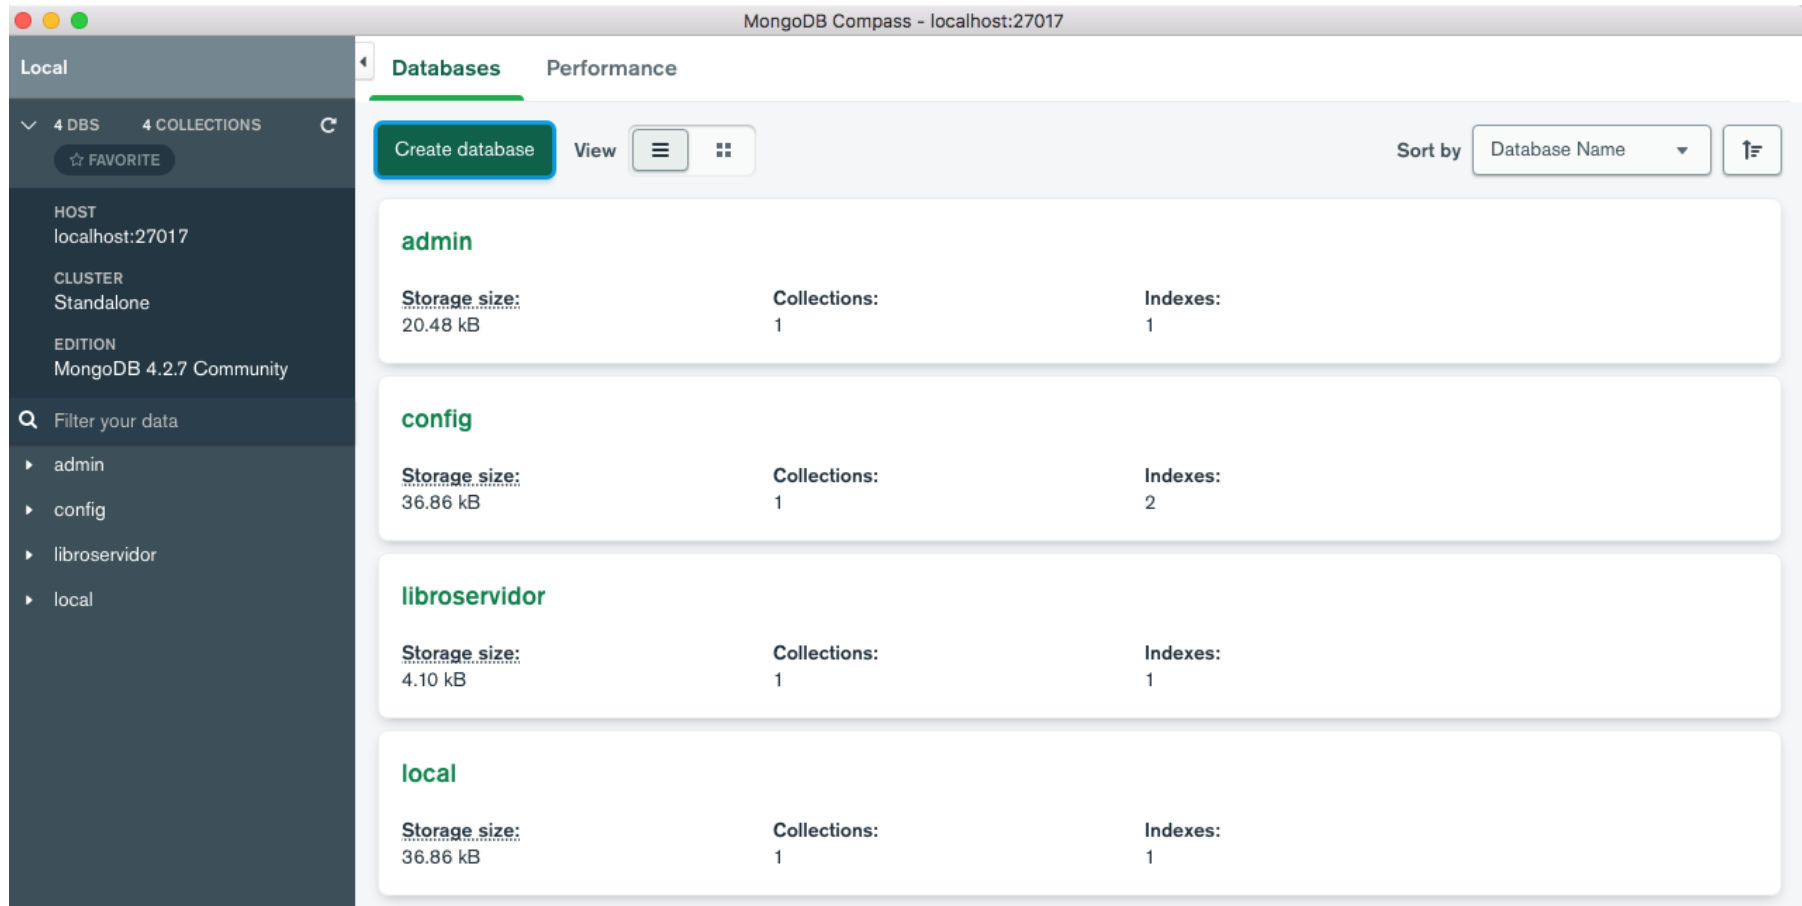 MongoDB Compass - localhost:27017
Local
4 DBS 4 COLLECTIONS
FAVORITE
HOST
localhost:27017
CLUSTER
Standalone
EDITION
MongoDB 4.2.7 Community
Filter your data
admin
config
libroservidor
local
Databases Performance
Create database View Sort by Database Name
admin
Storage size: Collections: Indexes:
20.48 kB 1 1
config
Storage size: Collections: Indexes:
36.86 kB 1 2
libroservidor
Storage size: Collections: Indexes:
4.10 kB 1 1
local
Storage size: Collections: Indexes:
36.86 kB 1 1